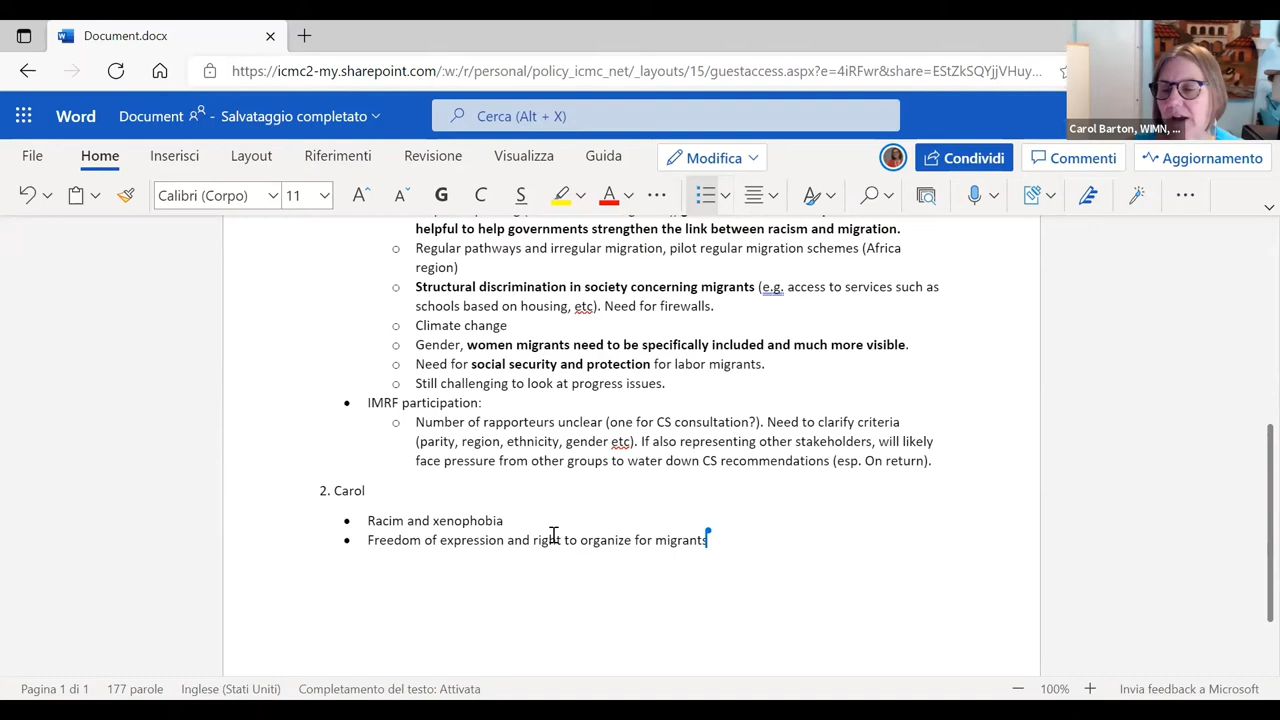 Document.docx
https://icmc2-my.sharepoint.com/:w:/r/personal/policy_icmc_net/_layouts/15/guestaccess.aspx?e=4iRFwr&share=EStZkSQYjjVHuy...
Carol Barton, WIMN, ...
Word Document - Salvataggio completato Cerca (Alt + X)
File Home Inserisci Layout Riferimenti Revisione Visualizza Guida Modifica Condividi Commenti Aggiornamento
Calibri (Corpo) 11 G C S
helpful to help governments strengthen the link between racism and migration.
o Regular pathways and irregular migration, pilot regular migration schemes (Africa
region)
o Structural discrimination in society concerning migrants (e.g. access to services such as
schools based on housing, etc). Need for firewalls.
o Climate change
o Gender, women migrants need to be specifically included and much more visible.
o Need for social security and protection for labor migrants.
o Still challenging to look at progress issues.
• IMRF participation:
o Number of rapporteurs unclear (one for CS consultation?). Need to clarify criteria
(parity, region, ethnicity, gender etc). If also representing other stakeholders, will likely
face pressure from other groups to water down CS recommendations (esp. On return).
2. Carol
• Racim and xenophobia
• Freedom of expression and right to organize for migrants
Pagina 1 di 1 177 parole Inglese (Stati Uniti) Completamento del testo: Attivata 100% Invia feedback a Microsoft